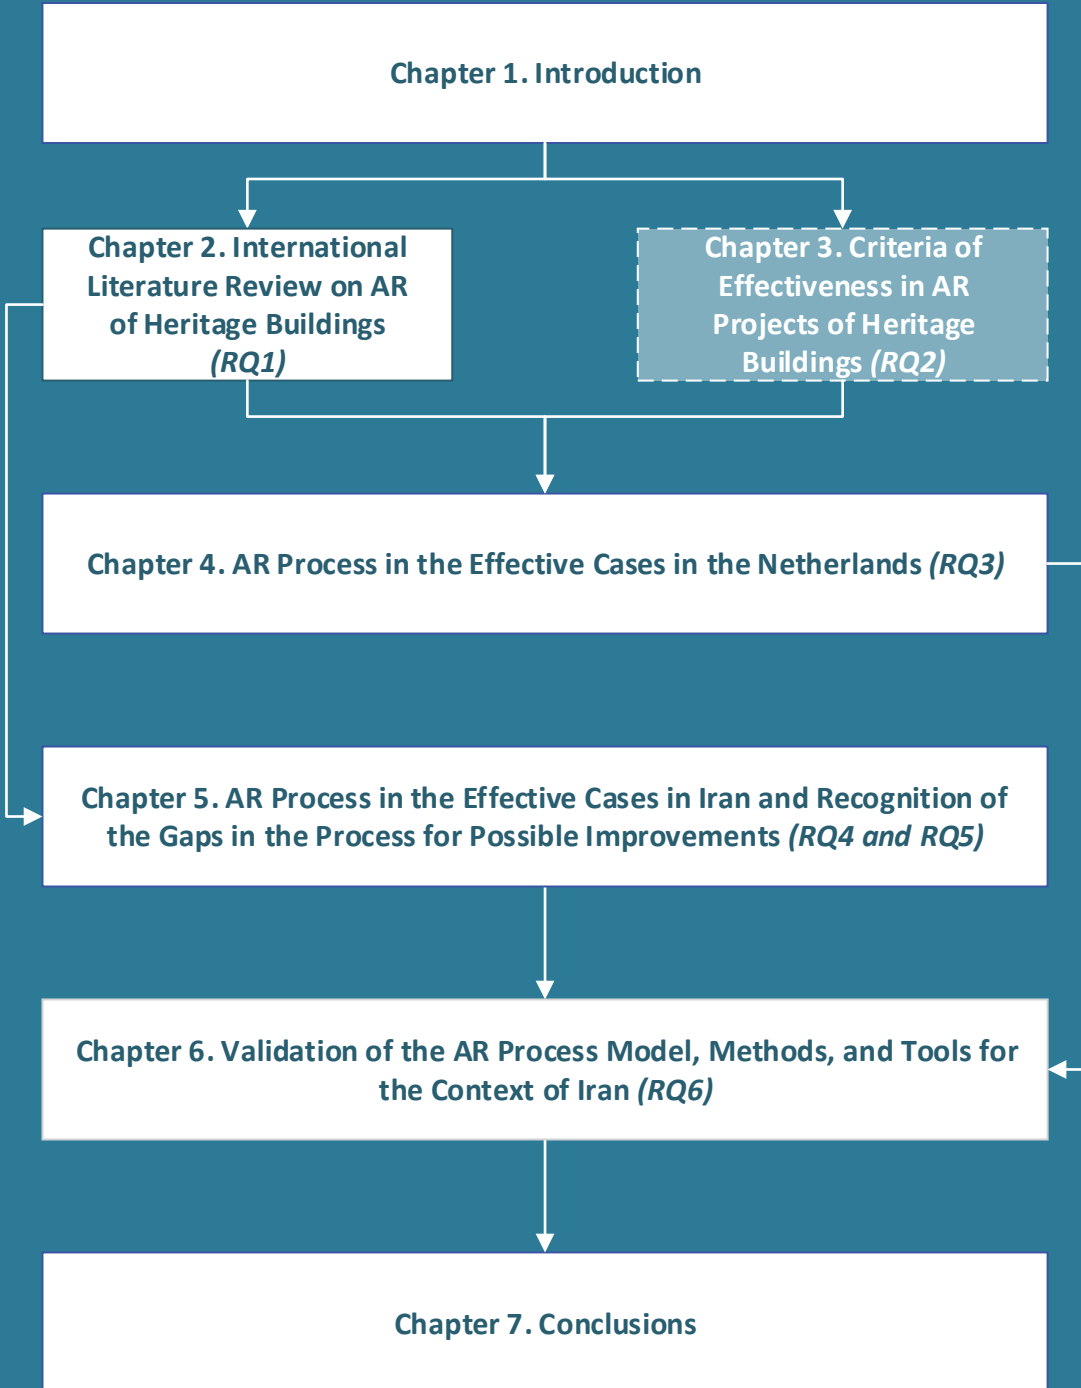 Chapter 1. Introduction
Chapter 2. International
Literature Review on AR
of Heritage Buildings
(RQ1)
Chapter 3. Criteria of
Effectiveness in AR
Projects of Heritage
Buildings (RQ2)
Chapter 4. AR Process in the Effective Cases in the Netherlands (RQ3)
Chapter 5. AR Process in the Effective Cases in Iran and Recognition of
the Gaps in the Process for Possible Improvements (RQ4 and RQ5)
Chapter 6. Validation of the AR Process Model, Methods, and Tools for
the Context of Iran (RQ6)
Chapter 7. Conclusions